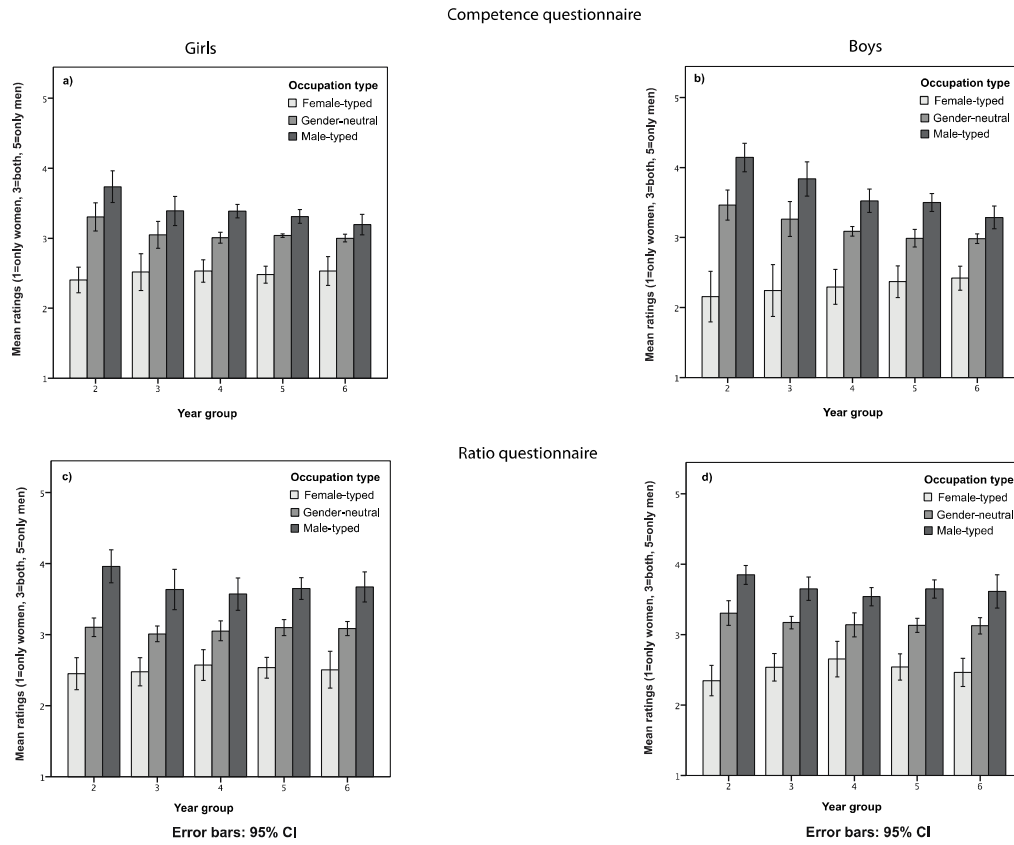 Competence questionnaire
Girls
a)
Occupation type
Female-typed
Gender-neutral
Male-typed
Mean ratings (1=only women, 3=both, 5=only men)
5
4
3
2
1
2 3 4 5 6
Year group
Boys
b)
Occupation type
Female-typed
Gender-neutral
Male-typed
Mean ratings (1=only women, 3=both, 5=only men)
5
4
3
2
1
2 3 4 5 6
Year group
Ratio questionnaire
c)
Occupation type
Female-typed
Gender-neutral
Male-typed
Mean ratings (1=only women, 3=both, 5=only men)
5
4
3
2
1
2 3 4 5 6
Year group
Error bars: 95% CI
d)
Occupation type
Female-typed
Gender-neutral
Male-typed
Mean ratings (1=only women, 3=both, 5=only men)
5
4
3
2
1
2 3 4 5 6
Year group
Error bars: 95% CI